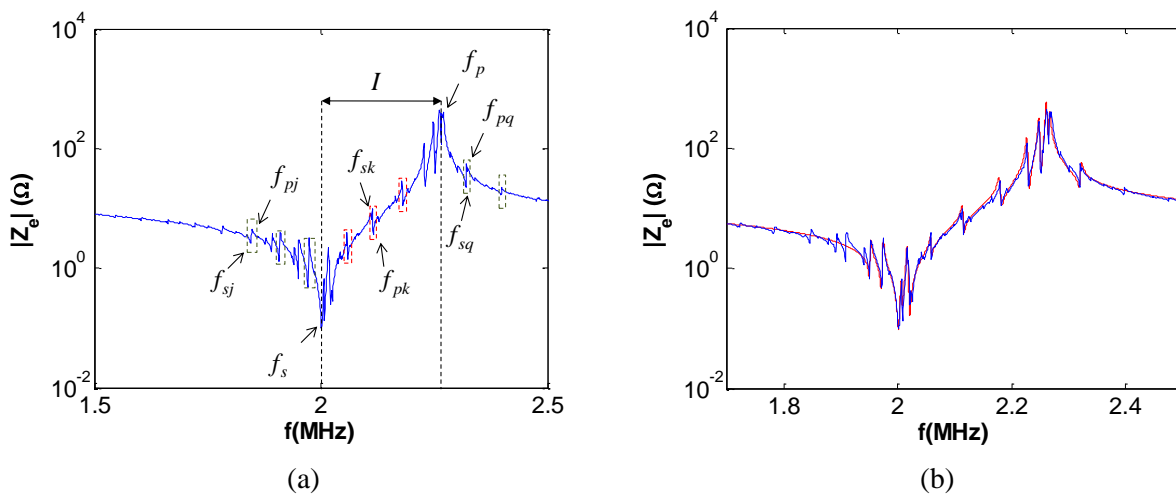 10^4
10^2
10^0
10^-2
|Z_e| (Ω)
1.5
2
2.5
f(MHz)
I
f_p
f_pq
f_sk
f_pj
f_sq
f_sj
f_pk
f_s
(a)
10^4
10^2
10^0
10^-2
|Z_e| (Ω)
1.8
2
2.2
2.4
f(MHz)
(b)